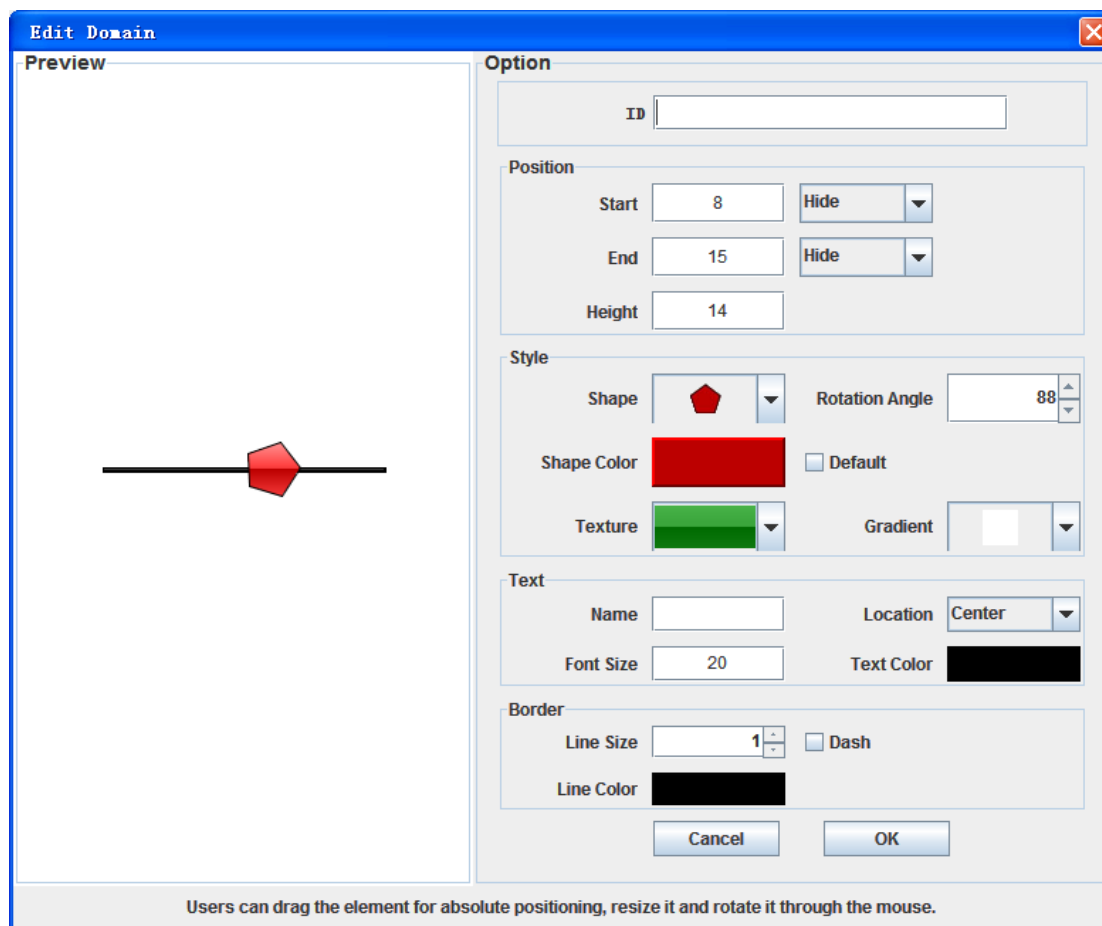 Edit Domain
Preview
Option
ID
Position
Start 8 Hide
End 15 Hide
Height 14
Style
Shape Rotation Angle 88
Shape Color Default
Texture Gradient
Text
Name Location Center
Font Size 20 Text Color
Border
Line Size 1 Dash
Line Color
Cancel OK
Users can drag the element for absolute positioning, resize it and rotate it through the mouse.